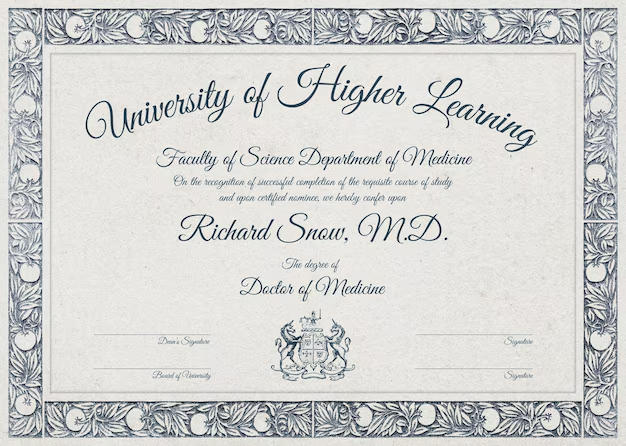 University of Higher Learning
Faculty of Science Department of Medicine
On the recognition of successful completion of the requisite course of study
and upon certified nominee, we hereby confer upon
Richard Snow, M.D.
The degree of
Doctor of Medicine
Dean's Signature
Signature
Board of University
Signature